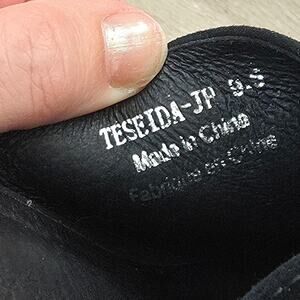 TESEIDA-JP 9.5
Made in China
Fabriqué en Chine